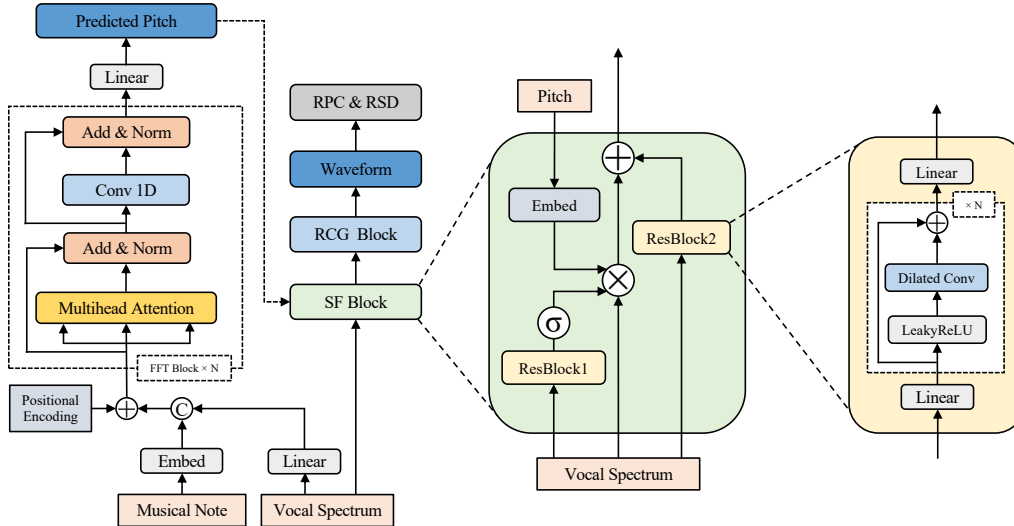 Predicted Pitch
Linear
Add & Norm
Conv 1D
Add & Norm
Multihead Attention
FFT Block × N
Positional
Encoding
C
Embed
Linear
Musical Note
Vocal Spectrum
RPC & RSD
Waveform
RCG Block
SF Block
Pitch
Embed
ResBlock2
σ
ResBlock1
Vocal Spectrum
Linear
× N
Dilated Conv
LeakyReLU
Linear